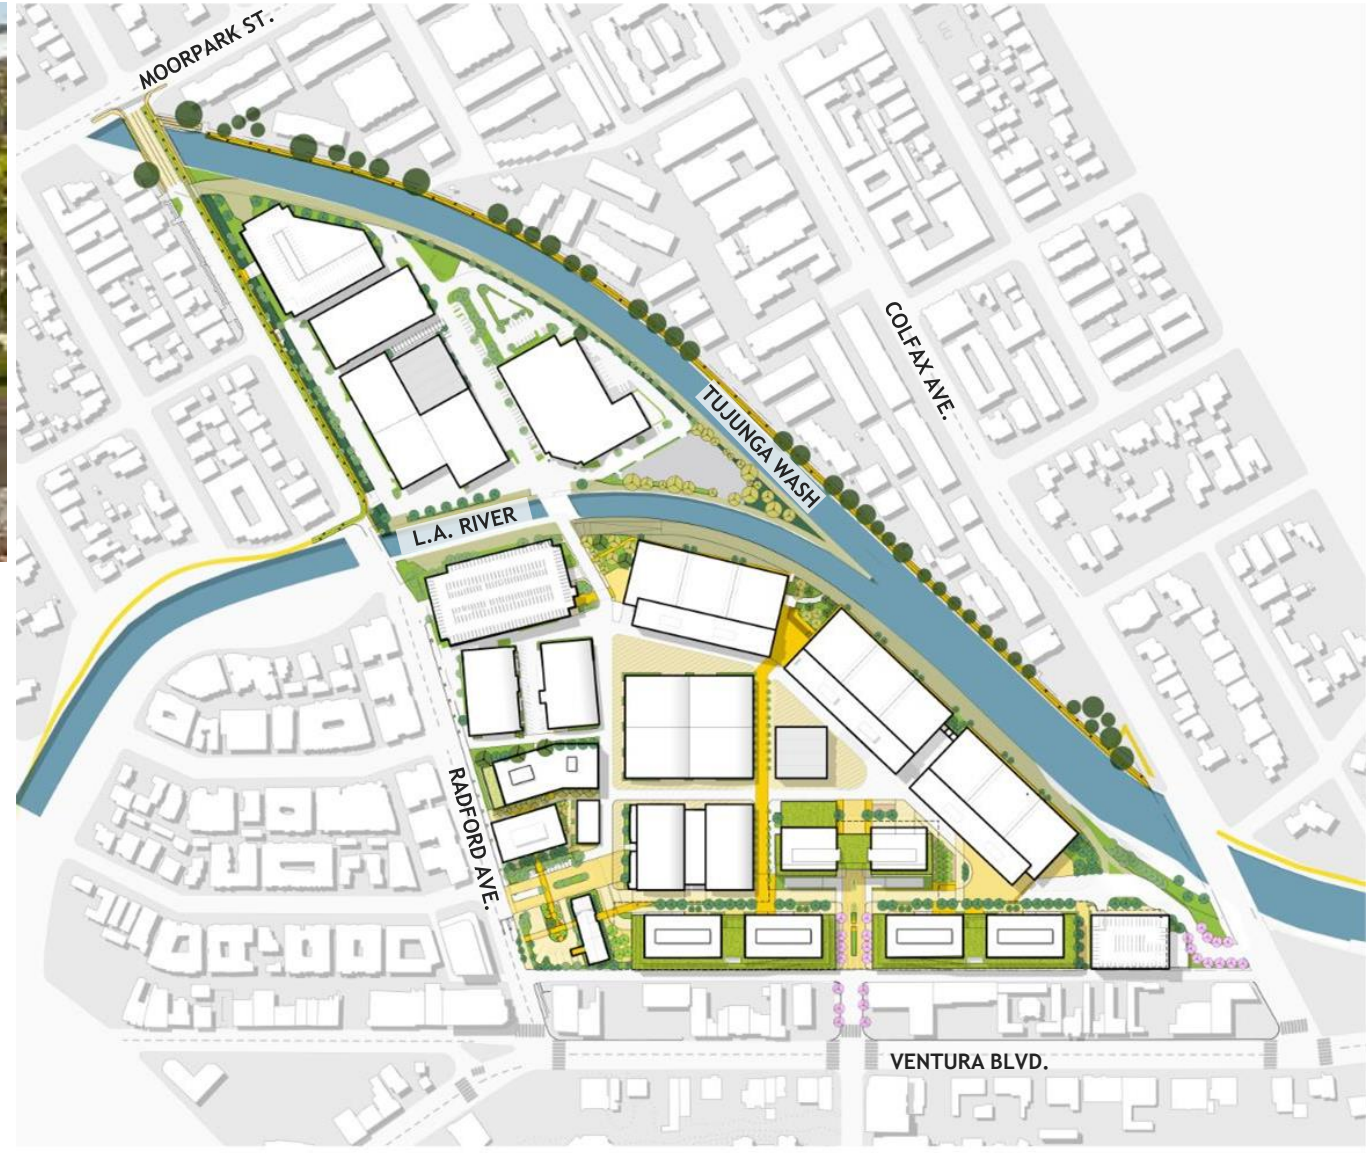 MOORPARK ST.
COLFAX AVE.
TUJUNGA WASH
L.A. RIVER
RADFORD AVE.
VENTURA BLVD.